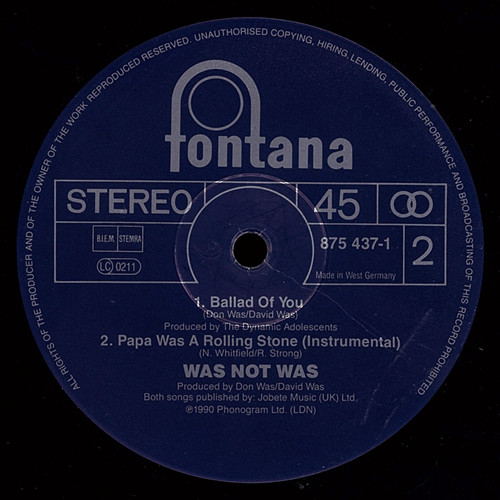 ALL RIGHTS OF THE PRODUCER AND OF THE OWNER OF THE WORK REPRODUCED RESERVED. UNAUTHORISED COPYING, HIRING, LENDING, PUBLIC PERFORMANCE AND BROADCASTING OF THIS RECORD PROHIBITED
fontana
STEREO 45
B.I.E.M. STEMRA 875 437-1 2
LC 0211 Made in West Germany
1. Ballad Of You
(Don Was/David Was)
Produced by The Dynamic Adolescents
2. Papa Was A Rolling Stone (Instrumental)
(N. Whitfield/R. Strong)
WAS NOT WAS
Produced by Don Was/David Was
Both songs published by: Jobete Music (UK) Ltd.
℗1990 Phonogram Ltd. (LDN)